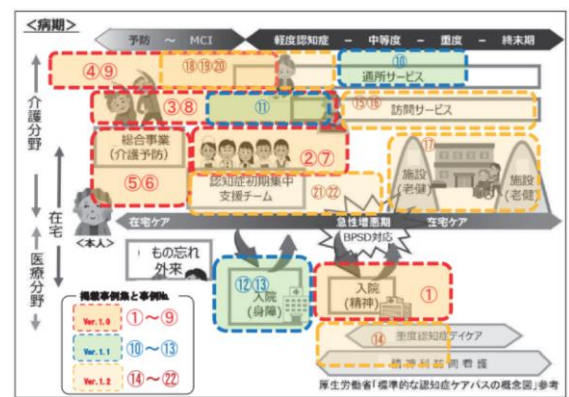 <病期>
予防 ～ MCI
軽度認知症 － 中等度 － 重度 － 終末期
④⑨
⑱⑲⑳
⑩
通所サービス
③⑧
⑪
⑮⑯
訪問サービス
介護分野
総合事業
(介護予防)
②⑦
⑰
⑤⑥
認知症初期集中
支援チーム
㉑㉒
施設
(老健)
施設
(老健)
在宅
<本人>
在宅ケア
急性増悪期
BPSD対応
在宅ケア
医療分野
もの忘れ
外来
⑫⑬
入院
(身障)
入院
(精神)
①
掲載事例集と事例No.
Ver.1.0 ①～⑨
Ver.1.1 ⑩～⑬
Ver.1.2 ⑭～㉒
⑭
重度認知症デイケア
精神科訪問看護
厚生労働省「標準的な認知症ケアパスの概念図」参考